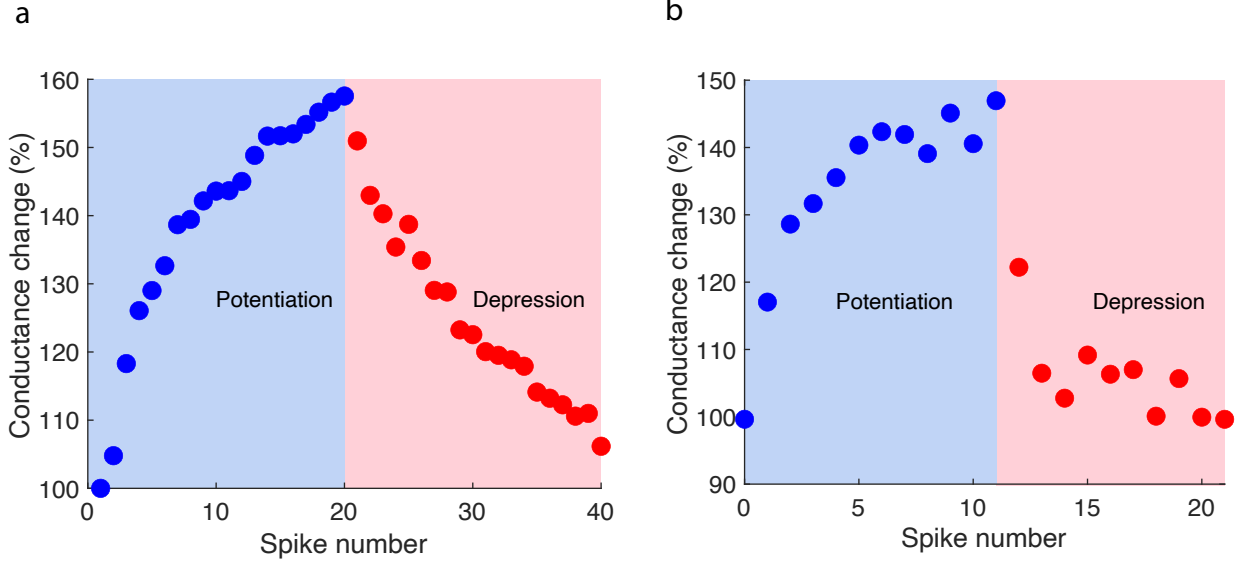 a
160
150
140
130
120
110
100
Conductance change (%)
Potentiation
Depression
0
10
20
30
40
Spike number
b
150
140
130
120
110
100
90
Conductance change (%)
Potentiation
Depression
0
5
10
15
20
Spike number